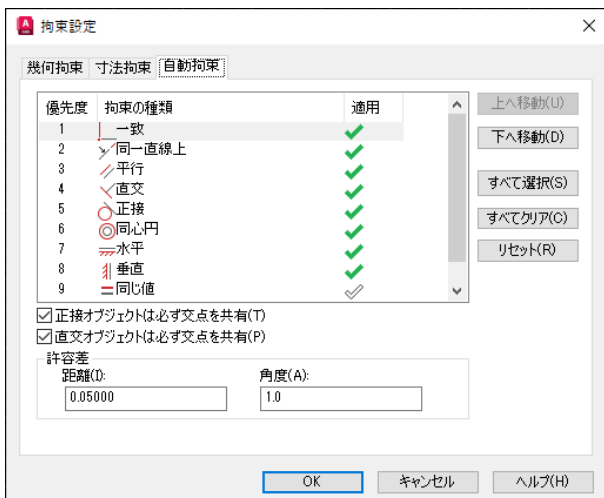 拘束設定
幾何拘束 寸法拘束 自動拘束
優先度 拘束の種類 適用
1 一致
2 同一直線上
3 平行
4 直交
5 正接
6 同心円
7 水平
8 垂直
9 同じ値
上へ移動(U)
下へ移動(D)
すべて選択(S)
すべてクリア(C)
リセット(R)
正接オブジェクトは必ず交点を共有(T)
直交オブジェクトは必ず交点を共有(P)
許容差
距離(I): 角度(A):
0.05000 1.0
OK キャンセル ヘルプ(H)